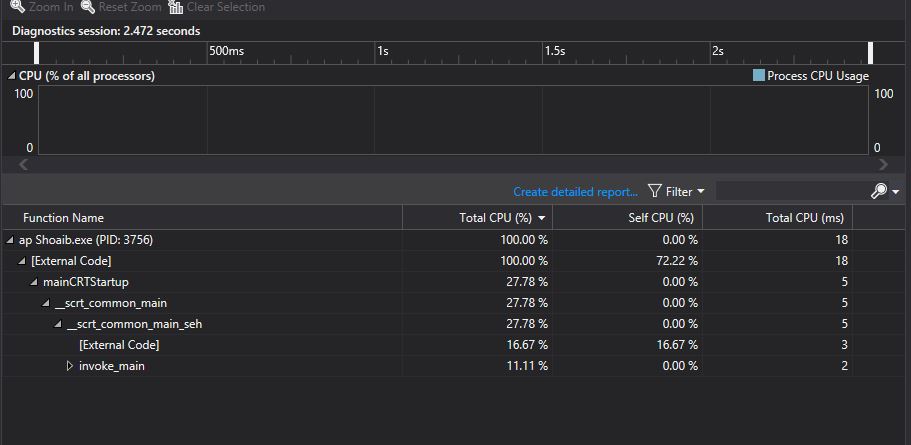 Zoom In Reset Zoom Clear Selection
Diagnostics session: 2.472 seconds
500ms 1s 1.5s 2s
CPU (% of all processors) Process CPU Usage
100 100
0 0
Create detailed report... Filter
Function Name Total CPU (%) Self CPU (%) Total CPU (ms)
ap Shoaib.exe (PID: 3756) 100.00 % 0.00 % 18
[External Code] 100.00 % 72.22 % 18
mainCRTStartup 27.78 % 0.00 % 5
__scrt_common_main 27.78 % 0.00 % 5
__scrt_common_main_seh 27.78 % 0.00 % 5
[External Code] 16.67 % 16.67 % 3
invoke_main 11.11 % 0.00 % 2